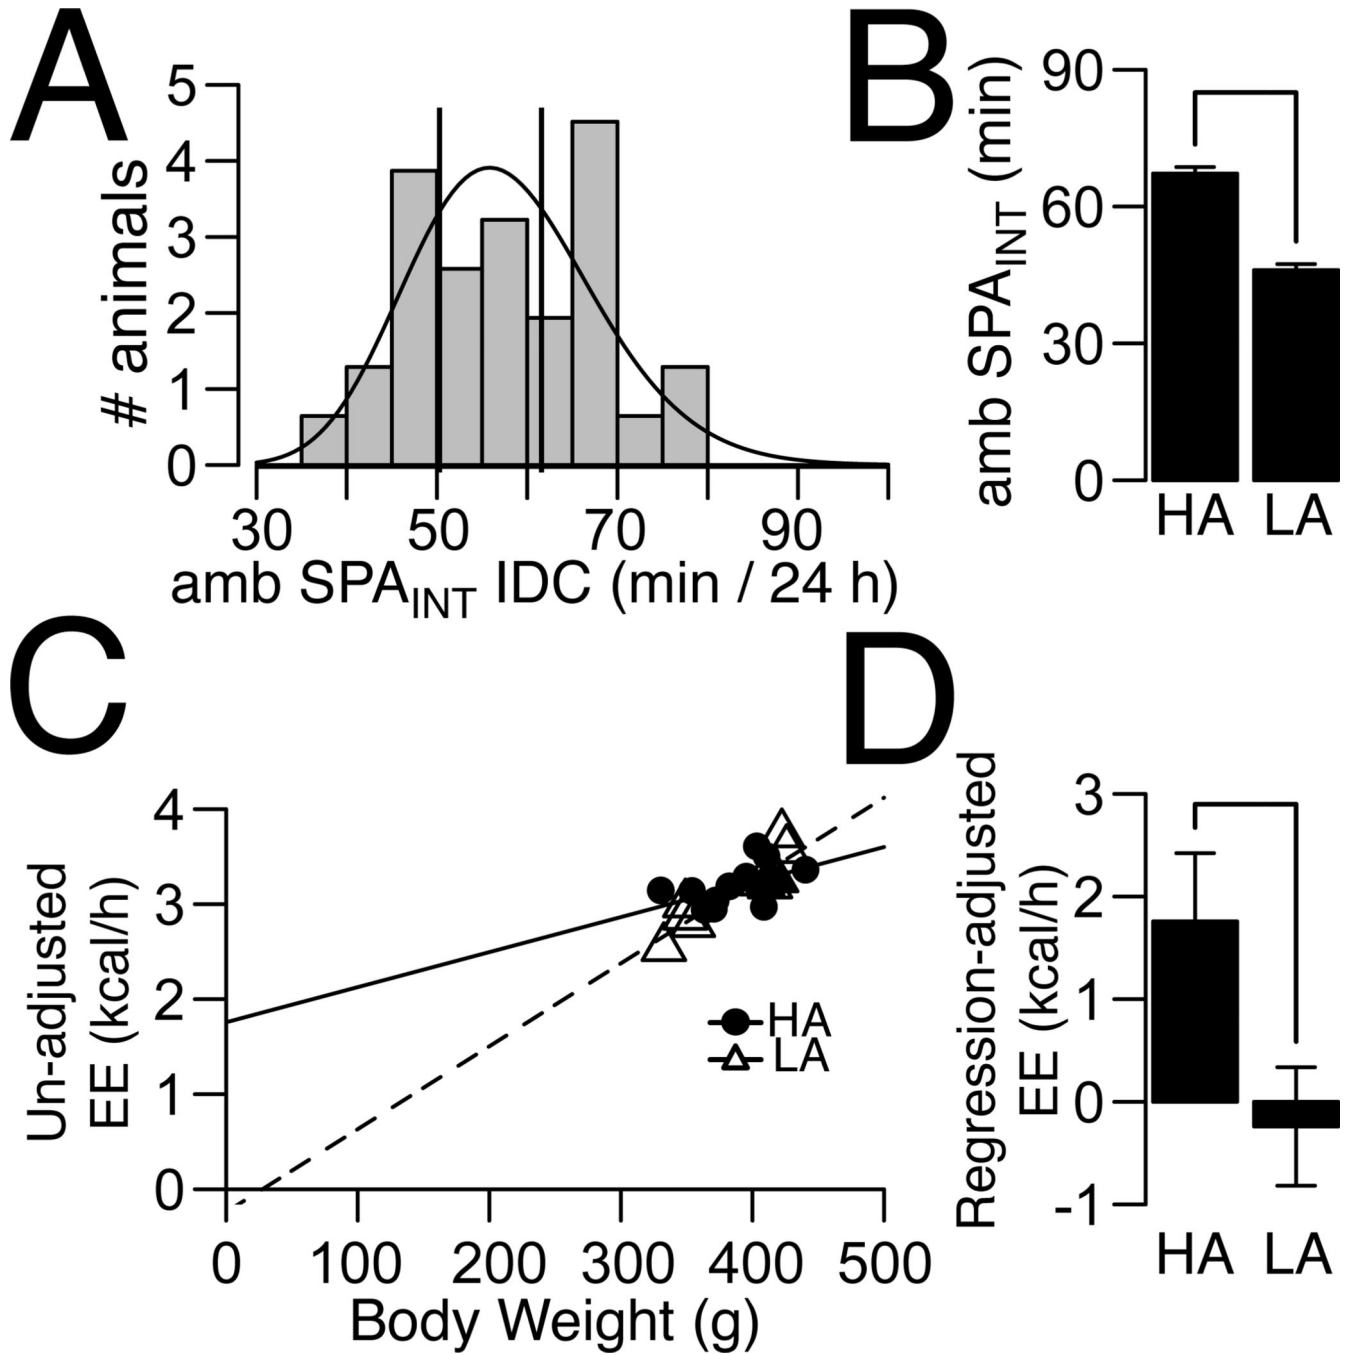 A
5
4
3
2
1
0
# animals
30 50 70 90
amb SPAINT IDC (min / 24 h)
B
amb SPAINT (min)
90
60
30
0
HA LA
C
Un-adjusted
EE (kcal/h)
4
3
2
1
0
HA
LA
0 100 200 300 400 500
Body Weight (g)
D
Regression-adjusted
EE (kcal/h)
3
2
1
0
-1
HA LA